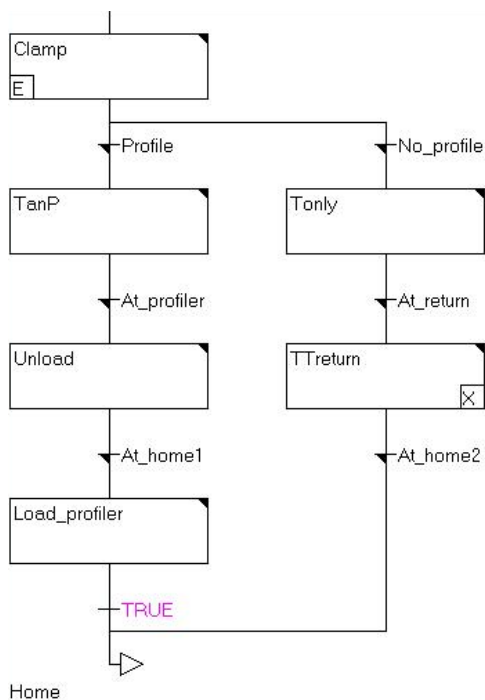 Clamp
E
Profile
No_profile
TanP
Tonly
At_profiler
At_return
Unload
TTreturn
X
At_home1
At_home2
Load_profiler
TRUE
Home